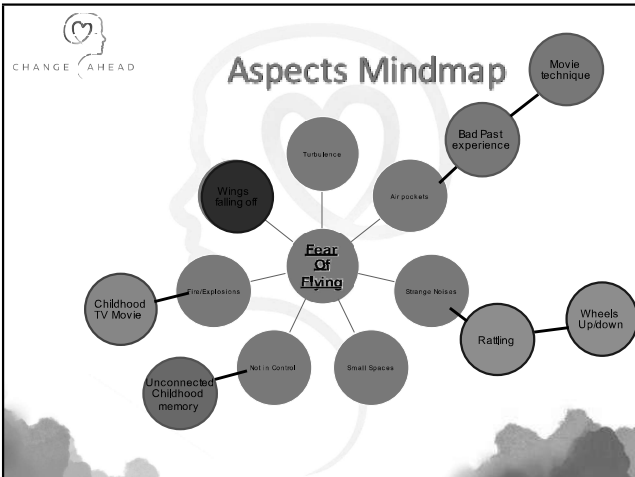 CHANGE AHEAD
Aspects Mindmap
Movie
technique
Bad Past
experience
Turbulence
Wings
falling off
Air pockets
Fear
Of
Flying
Fire/Explosions
Strange Noises
Childhood
TV Movie
Wheels
Up/down
Rattling
Not in Control
Small Spaces
Unconnected
Childhood
memory